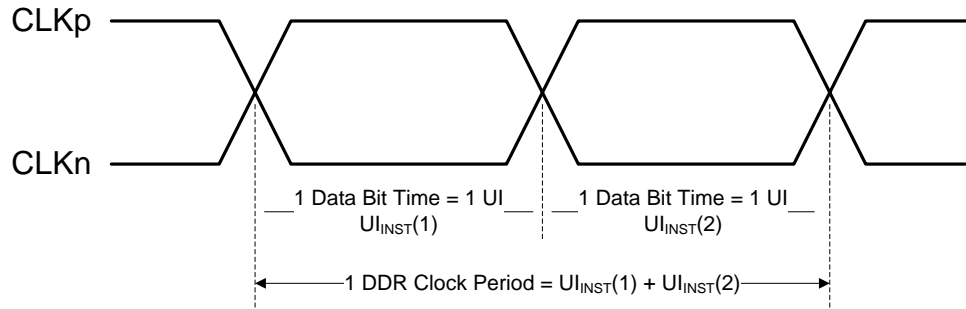 CLKp
CLKn
1 Data Bit Time = 1 UI
UIINST(1)
1 Data Bit Time = 1 UI
UIINST(2)
1 DDR Clock Period = UIINST(1) + UIINST(2)